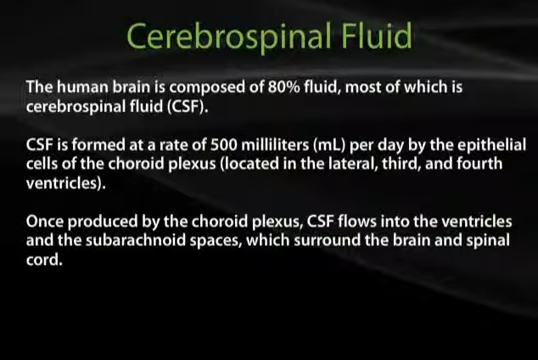 Cerebrospinal Fluid
The human brain is composed of 80% fluid, most of which is
cerebrospinal fluid (CSF).
CSF is formed at a rate of 500 milliliters (mL) per day by the epithelial
cells of the choroid plexus (located in the lateral, third, and fourth
ventricles).
Once produced by the choroid plexus, CSF flows into the ventricles
and the subarachnoid spaces, which surround the brain and spinal
cord.